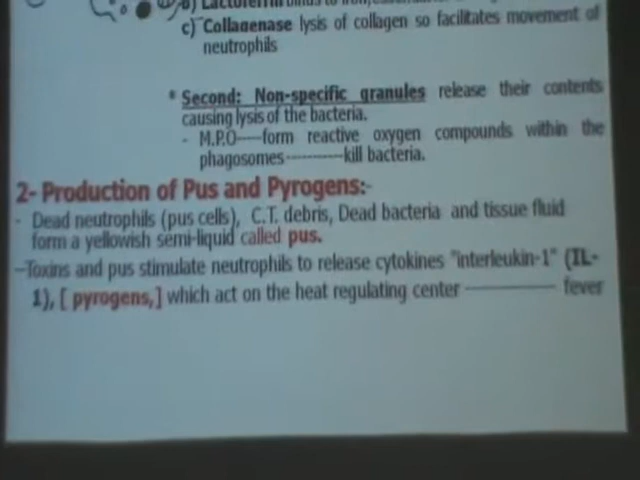 b) Lactoferrin binds to
c) Collagenase lysis of collagen so facilitates movement of
neutrophils
* Second: Non-specific granules release their contents
causing lysis of the bacteria.
- M.P.O----form reactive oxygen compounds within the
phagosomes-----------kill bacteria.
2- Production of Pus and Pyrogens:-
- Dead neutrophils (pus cells), C.T. debris, Dead bacteria and tissue fluid
form a yellowish semi-liquid called pus.
–Toxins and pus stimulate neutrophils to release cytokines "interleukin-1" (IL-
1), [ pyrogens,] which act on the heat regulating center ------------- fever